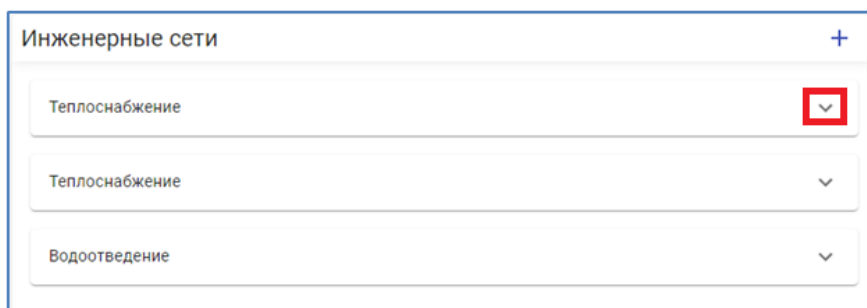 Инженерные сети
Теплоснабжение
Теплоснабжение
Водоотведение